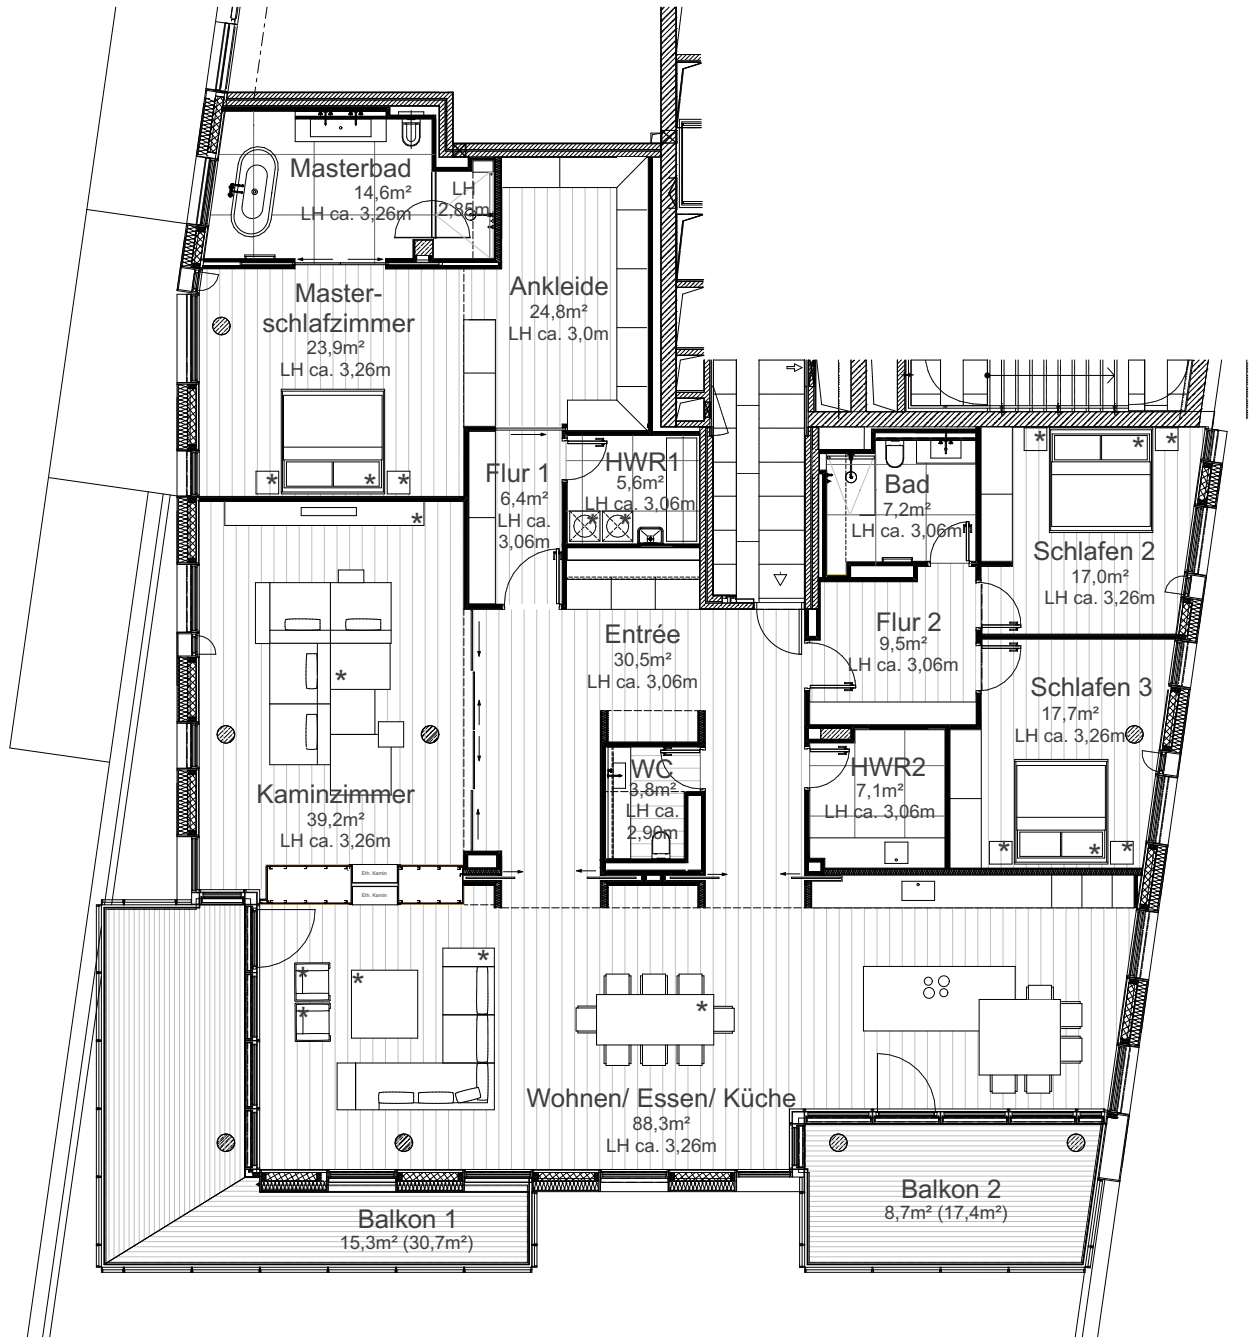 Masterbad
14,6m²
LH ca. 3,26m
LH
2,85m
Master-
schlafzimmer
23,9m²
LH ca. 3,26m
*
*
*
Ankleide
24,8m²
LH ca. 3,0m
Flur 1
6,4m²
LH ca.
3,06m
HWR1
5,6m²
LH ca. 3,06m
*
*
Bad
7,2m²
LH ca. 3,06m
*
*
*
Schlafen 2
17,0m²
LH ca. 3,26m
*
*
Entrée
30,5m²
LH ca. 3,06m
Flur 2
9,5m²
LH ca. 3,06m
Schlafen 3
17,7m²
LH ca. 3,26m
*
*
*
Kaminzimmer
39,2m²
LH ca. 3,26m
Eth. Kamin
Eth. Kamin
WC
3,8m²
LH ca.
2,90m
HWR2
7,1m²
LH ca. 3,06m
*
*
*
*
*
Wohnen/ Essen/ Küche
88,3m²
LH ca. 3,26m
Balkon 1
15,3m² (30,7m²)
Balkon 2
8,7m² (17,4m²)